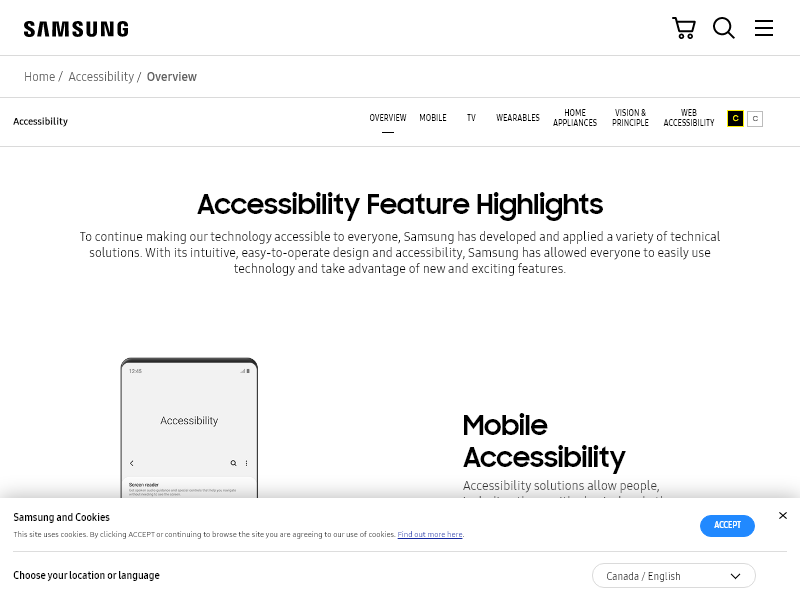 SAMSUNG
Home / Accessibility / Overview
Accessibility
OVERVIEW
MOBILE
TV
WEARABLES
HOME
APPLIANCES
VISION &
PRINCIPLE
WEB
ACCESSIBILITY
C
C
Accessibility Feature Highlights
To continue making our technology accessible to everyone, Samsung has developed and applied a variety of technical
solutions. With its intuitive, easy-to-operate design and accessibility, Samsung has allowed everyone to easily use
technology and take advantage of new and exciting features.
12:45
Accessibility
Screen reader
Mobile
Accessibility
Accessibility solutions allow people,
Samsung and Cookies
This site uses cookies. By clicking ACCEPT or continuing to browse the site you are agreeing to our use of cookies. Find out more here.
ACCEPT
Choose your location or language
Canada / English